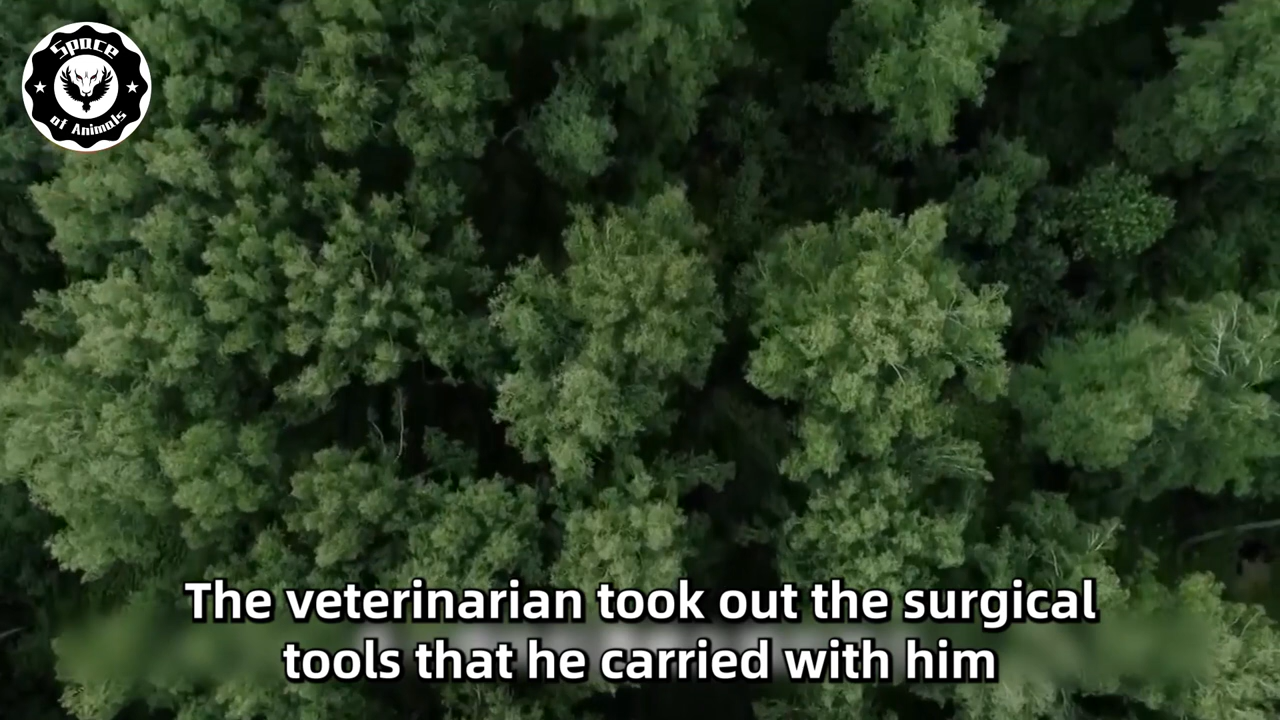 Space
of Animals
The veterinarian took out the surgical
tools that he carried with him